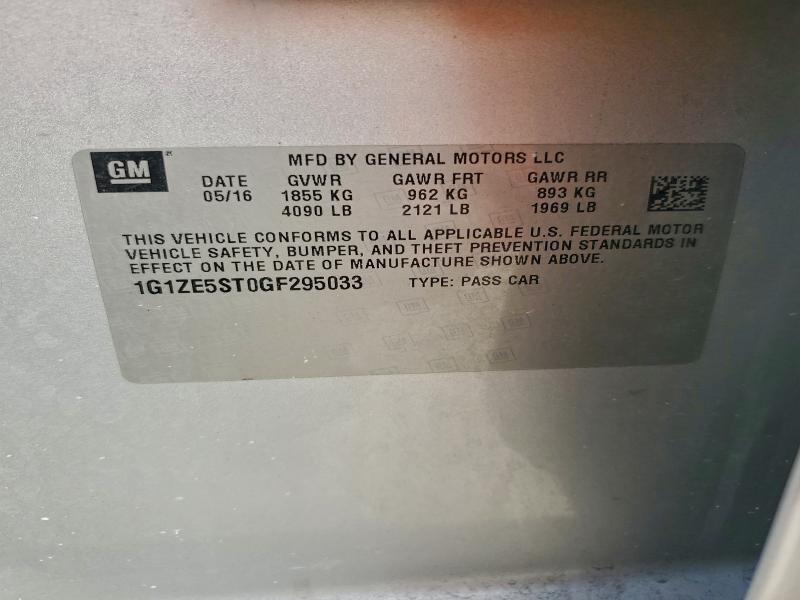 GM
MFD BY GENERAL MOTORS LLC
DATE GVWR GAWR FRT GAWR RR
05/16 1855 KG 962 KG 893 KG
4090 LB 2121 LB 1969 LB
THIS VEHICLE CONFORMS TO ALL APPLICABLE U.S. FEDERAL MOTOR
VEHICLE SAFETY, BUMPER, AND THEFT PREVENTION STANDARDS IN
EFFECT ON THE DATE OF MANUFACTURE SHOWN ABOVE.
1G1ZE5ST0GF295033 TYPE: PASS CAR